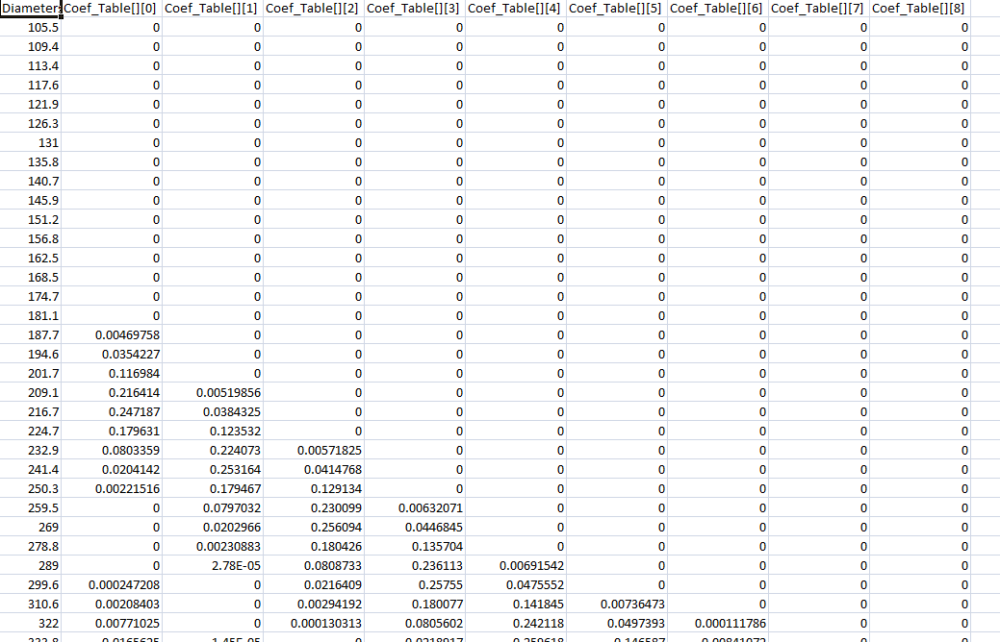 Diameter Coef_Table[][0] Coef_Table[][1] Coef_Table[][2] Coef_Table[][3] Coef_Table[][4] Coef_Table[][5] Coef_Table[][6] Coef_Table[][7] Coef_Table[][8]
105.5 0 0 0 0 0 0 0 0 0
109.4 0 0 0 0 0 0 0 0 0
113.4 0 0 0 0 0 0 0 0 0
117.6 0 0 0 0 0 0 0 0 0
121.9 0 0 0 0 0 0 0 0 0
126.3 0 0 0 0 0 0 0 0 0
131 0 0 0 0 0 0 0 0 0
135.8 0 0 0 0 0 0 0 0 0
140.7 0 0 0 0 0 0 0 0 0
145.9 0 0 0 0 0 0 0 0 0
151.2 0 0 0 0 0 0 0 0 0
156.8 0 0 0 0 0 0 0 0 0
162.5 0 0 0 0 0 0 0 0 0
168.5 0 0 0 0 0 0 0 0 0
174.7 0 0 0 0 0 0 0 0 0
181.1 0 0 0 0 0 0 0 0 0
187.7 0.00469758 0 0 0 0 0 0 0 0
194.6 0.0354227 0 0 0 0 0 0 0 0
201.7 0.116984 0 0 0 0 0 0 0 0
209.1 0.216414 0.00519856 0 0 0 0 0 0 0
216.7 0.247187 0.0384325 0 0 0 0 0 0 0
224.7 0.179631 0.123532 0 0 0 0 0 0 0
232.9 0.0803359 0.224073 0.00571825 0 0 0 0 0 0
241.4 0.0204142 0.253164 0.0414768 0 0 0 0 0 0
250.3 0.00221516 0.179467 0.129134 0 0 0 0 0 0
259.5 0 0.0797032 0.230099 0.00632071 0 0 0 0 0
269 0 0.0202966 0.256094 0.0446845 0 0 0 0 0
278.8 0 0.00230883 0.180426 0.135704 0 0 0 0 0
289 0 2.78E-05 0.0808733 0.236113 0.00691542 0 0 0 0
299.6 0.000247208 0 0.0216409 0.25755 0.0475552 0 0 0 0
310.6 0.00208403 0 0.00294192 0.180077 0.141845 0.00736473 0 0 0
322 0.00771025 0 0.000130313 0.0805602 0.242118 0.0497393 0.000111786 0 0
333.8 0.0165625 1.45E-05 0 0.0218917 0.259618 0.146587 0.00841072 0 0